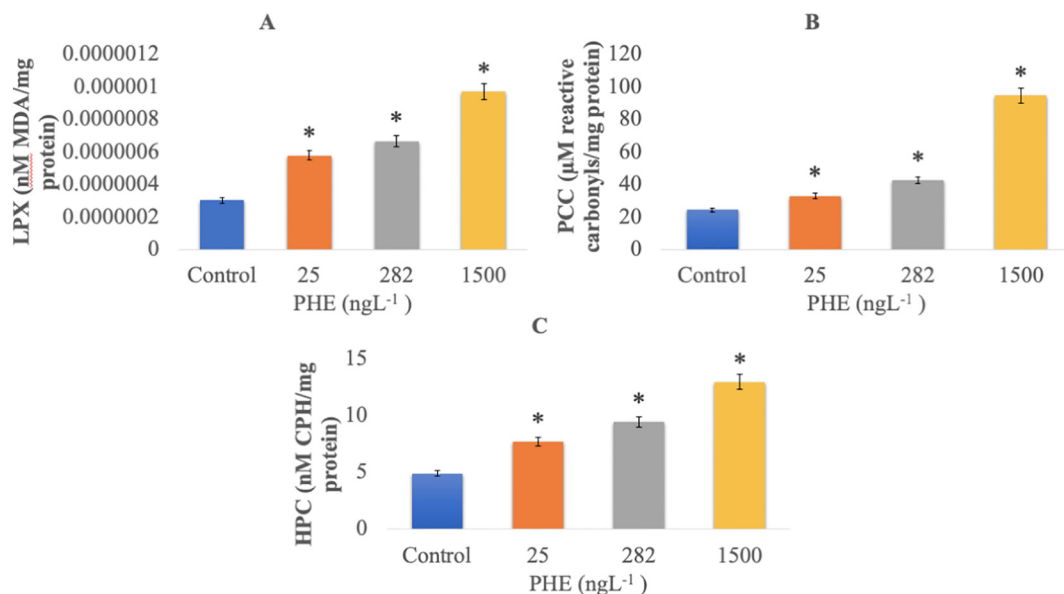 A
LPX (nM MDA/mg
protein)
0.0000012
0.000001
0.0000008
0.0000006
0.0000004
0.0000002
0
*
*
*
Control 25 282 1500
PHE (ngL⁻¹ )
B
PCC (µM reactive
carbonyls/mg protein)
120
100
80
60
40
20
0
*
*
*
Control 25 282 1500
PHE (ngL⁻¹ )
C
HPC (nM CPH/mg
protein)
15
10
5
0
*
*
*
Control 25 282 1500
PHE (ngL⁻¹ )